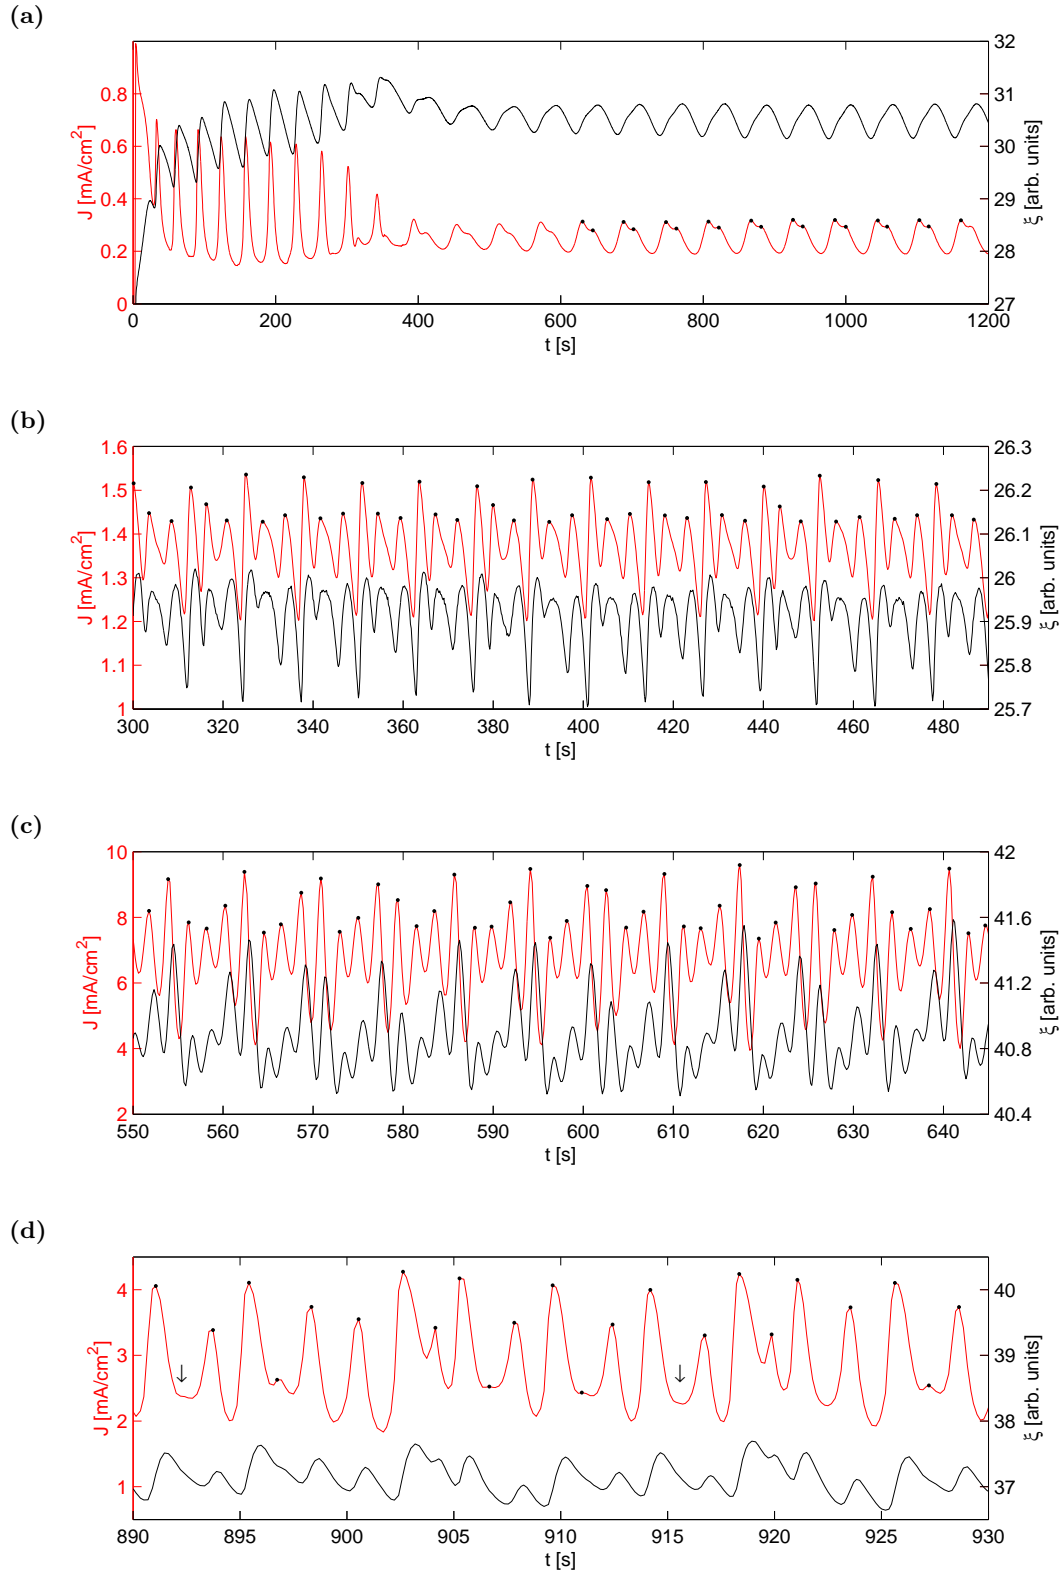 (a)
J [mA/cm²]
0 0.2 0.4 0.6 0.8
27 28 29 30 31 32
ξ [arb. units]
0 200 400 600 800 1000 1200
t [s]
(b)
J [mA/cm²]
1 1.1 1.2 1.3 1.4 1.5 1.6
25.7 25.8 25.9 26 26.1 26.2 26.3
ξ [arb. units]
300 320 340 360 380 400 420 440 460 480
t [s]
(c)
J [mA/cm²]
2 4 6 8 10
40.4 40.8 41.2 41.6 42
ξ [arb. units]
550 560 570 580 590 600 610 620 630 640
t [s]
(d)
J [mA/cm²]
1 2 3 4
37 38 39 40
ξ [arb. units]
890 895 900 905 910 915 920 925 930
t [s]